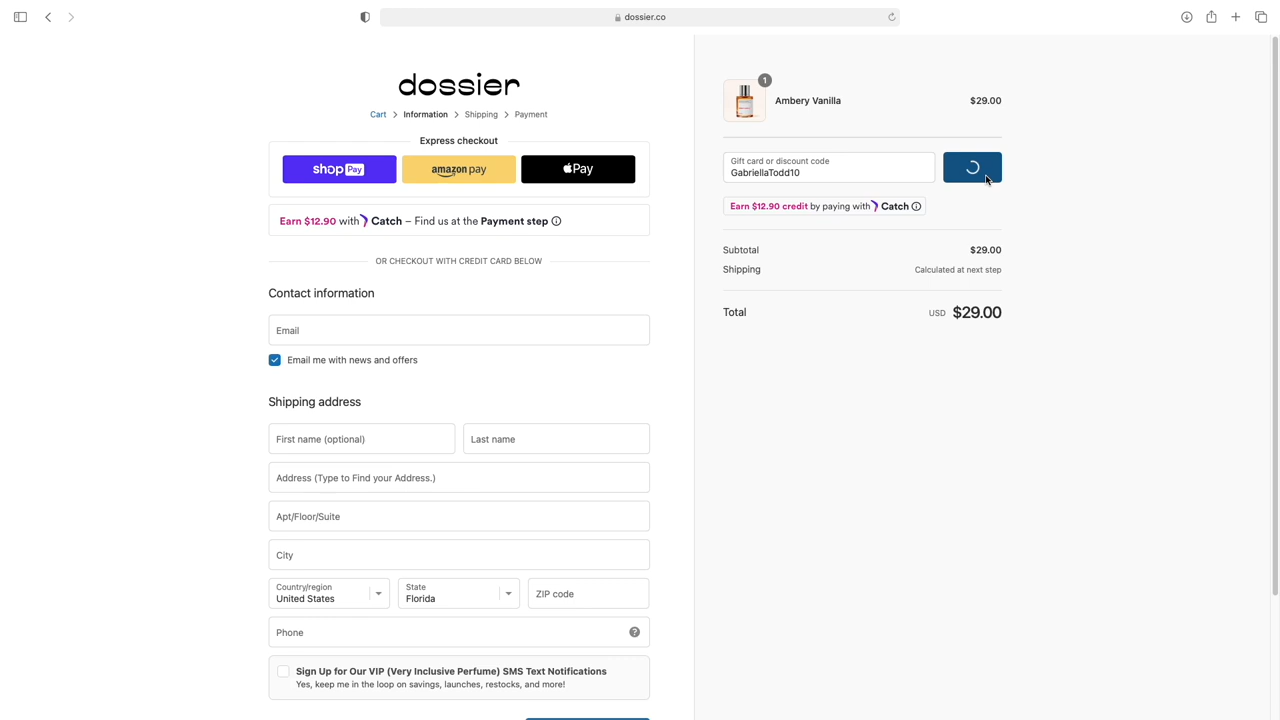 dossier.co
dossier
Cart > Information > Shipping > Payment
Express checkout
shop Pay
amazon pay
Pay
Earn $12.90 with Catch – Find us at the Payment step
OR CHECKOUT WITH CREDIT CARD BELOW
Contact information
Email
Email me with news and offers
Shipping address
First name (optional)
Last name
Address (Type to Find your Address.)
Apt/Floor/Suite
City
Country/region
United States
State
Florida
ZIP code
Phone
?
Sign Up for Our VIP (Very Inclusive Perfume) SMS Text Notifications
Yes, keep me in the loop on savings, launches, restocks, and more!
1
Ambery Vanilla
$29.00
Gift card or discount code
GabriellaTodd10
Earn $12.90 credit by paying with Catch
Subtotal
$29.00
Shipping
Calculated at next step
Total
USD $29.00